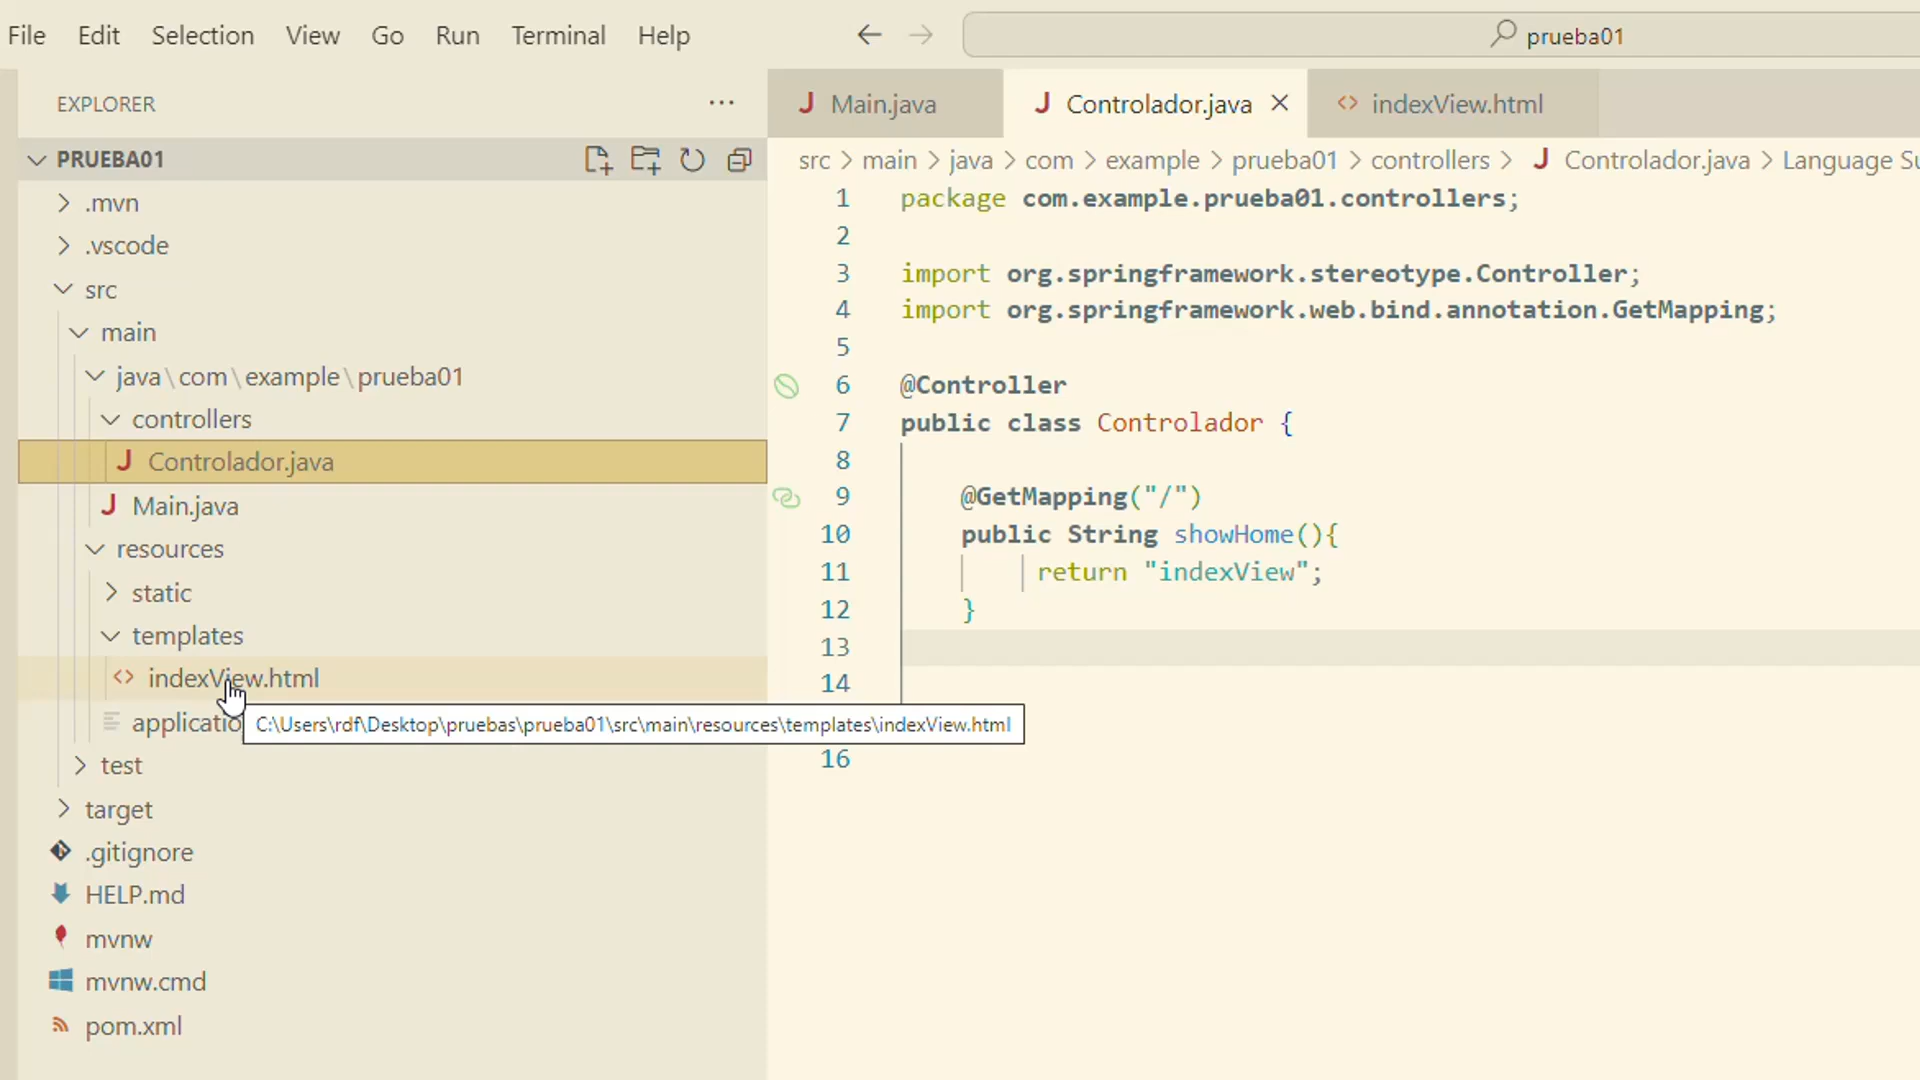 File Edit Selection View Go Run Terminal Help
prueba01
EXPLORER
PRUEBA01
.mvn
.vscode
src
main
java\com\example\prueba01
controllers
Controlador.java
Main.java
resources
static
templates
indexView.html
applicatio
C:\Users\rdf\Desktop\pruebas\prueba01\src\main\resources\templates\indexView.html
test
target
.gitignore
HELP.md
mvnw
mvnw.cmd
pom.xml
Main.java Controlador.java indexView.html
src > main > java > com > example > prueba01 > controllers > Controlador.java > Language Su
1 package com.example.prueba01.controllers;
2
3 import org.springframework.stereotype.Controller;
4 import org.springframework.web.bind.annotation.GetMapping;
5
6 @Controller
7 public class Controlador {
8
9 @GetMapping("/")
10 public String showHome(){
11 return "indexView";
12 }
13
14
16